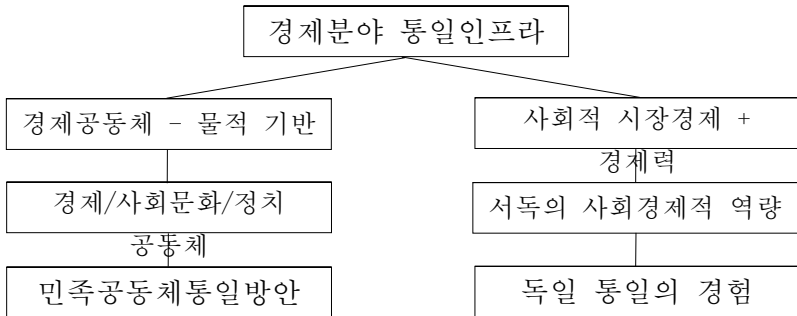 경제분야 통일인프라
경제공동체 - 물적 기반
사회적 시장경제 +
경제력
경제/사회문화/정치
공동체
서독의 사회경제적 역량
민족공동체통일방안
독일 통일의 경험